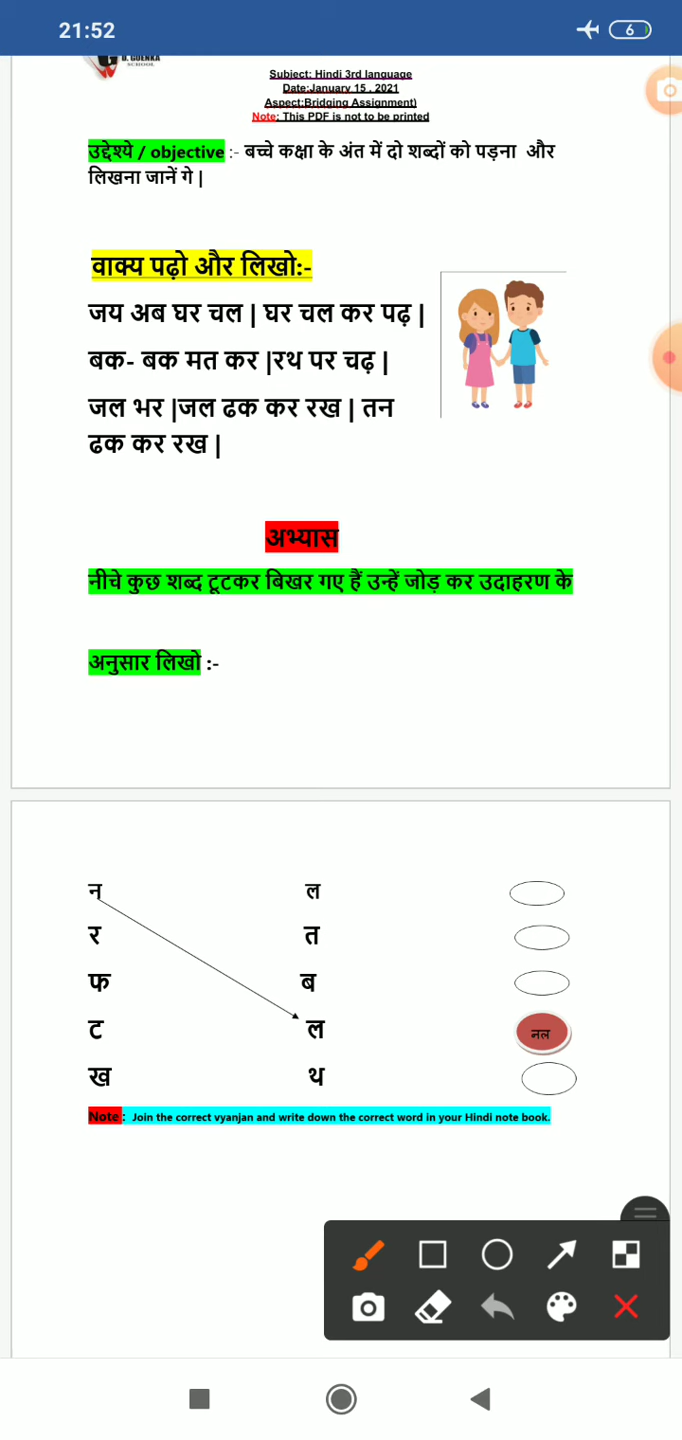 21:52
6
D. GOENKA
SCHOOL
Subject: Hindi 3rd language
Date:January 15 , 2021
Aspect:Bridging Assignment)
Note: This PDF is not to be printed
उद्देश्ये / objective :- बच्चे कक्षा के अंत में दो शब्दों को पड़ना और
लिखना जानें गे |
वाक्य पढ़ो और लिखो:-
जय अब घर चल | घर चल कर पढ़ |
बक- बक मत कर |रथ पर चढ़ |
जल भर |जल ढक कर रख | तन
ढक कर रख |
अभ्यास
नीचे कुछ शब्द टूटकर बिखर गए हैं उन्हें जोड़ कर उदाहरण के
अनुसार लिखो :-
न ल
र त
फ ब
ट ल नल
ख थ
Note : Join the correct vyanjan and write down the correct word in your Hindi note book.